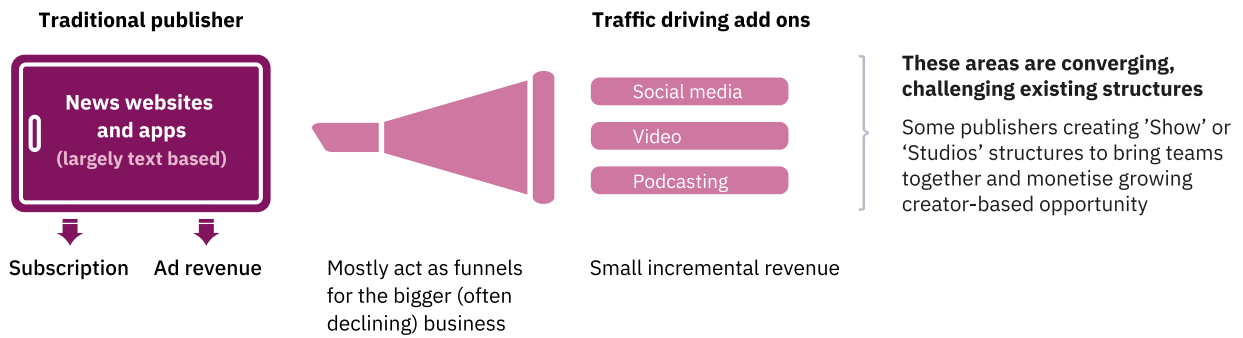 Traditional publisher
News websites
and apps
(largely text based)
Subscription
Ad revenue
Mostly act as funnels
for the bigger (often
declining) business
Traffic driving add ons
Social media
Video
Podcasting
Small incremental revenue
These areas are converging,
challenging existing structures
Some publishers creating ’Show’ or
‘Studios’ structures to bring teams
together and monetise growing
creator-based opportunity